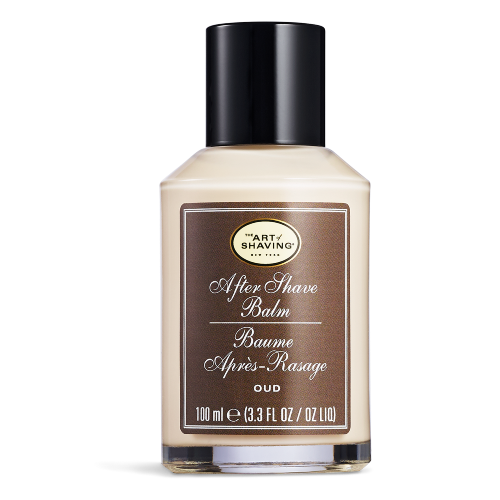 THE ART of
SHAVING®
NEW YORK
After Shave
Balm
Baume
Après-Rasage
OUD
100 ml ℮ (3.3 FL OZ / OZ LIQ)